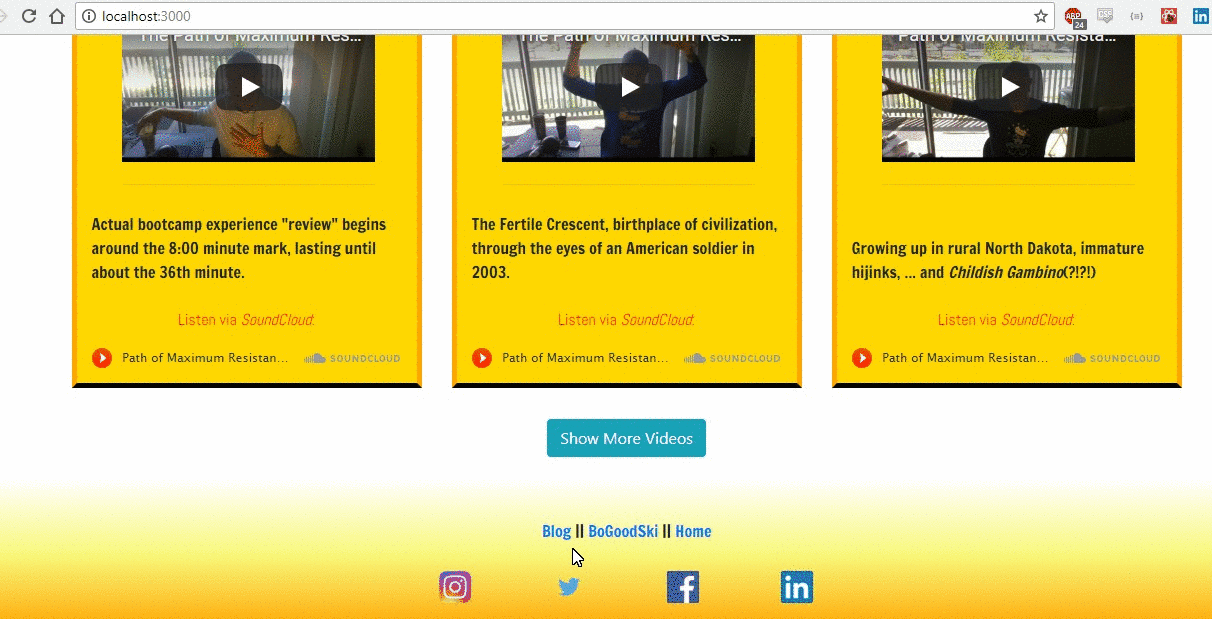 localhost:3000
ABP
24
CSS
The Path of Maximum Res...
The Path of Maximum Res...
Path of Maximum Resista...
Actual bootcamp experience "review" begins
around the 8:00 minute mark, lasting until
about the 36th minute.
Listen via SoundCloud:
Path of Maximum Resistan...
SOUNDCLOUD
The Fertile Crescent, birthplace of civilization,
through the eyes of an American soldier in
2003.
Listen via SoundCloud:
Path of Maximum Resistan...
SOUNDCLOUD
Growing up in rural North Dakota, immature
hijinks, ... and Childish Gambino(?!?!)
Listen via SoundCloud:
Path of Maximum Resistan...
SOUNDCLOUD
Show More Videos
Blog || BoGoodSki || Home